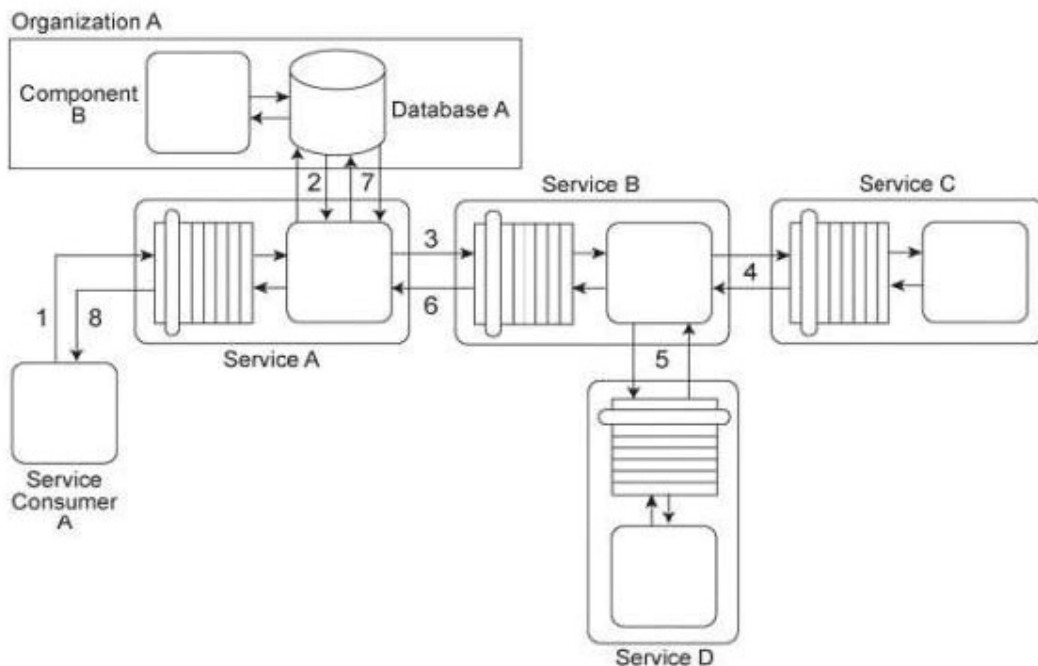 Organization A
Component
B
Database A
2
7
Service B
Service C
3
4
6
1
8
Service A
5
Service
Consumer
A
Service D